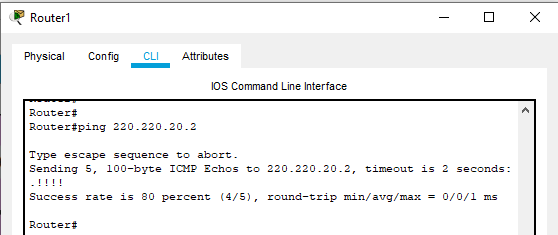 Router1
Physical Config CLI Attributes
IOS Command Line Interface
Router#
Router#
Router#ping 220.220.20.2
Type escape sequence to abort.
Sending 5, 100-byte ICMP Echos to 220.220.20.2, timeout is 2 seconds:
.!!!!
Success rate is 80 percent (4/5), round-trip min/avg/max = 0/0/1 ms
Router#